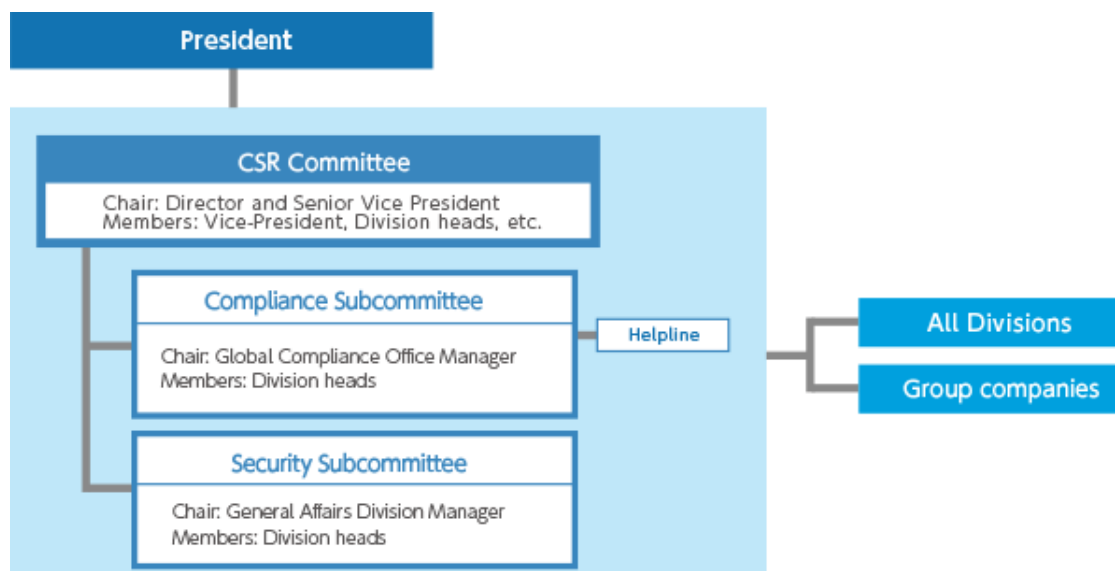 President
CSR Committee
Chair: Director and Senior Vice President
Members: Vice-President, Division heads, etc.
Compliance Subcommittee
Chair: Global Compliance Office Manager
Members: Division heads
Helpline
Security Subcommittee
Chair: General Affairs Division Manager
Members: Division heads
All Divisions
Group companies